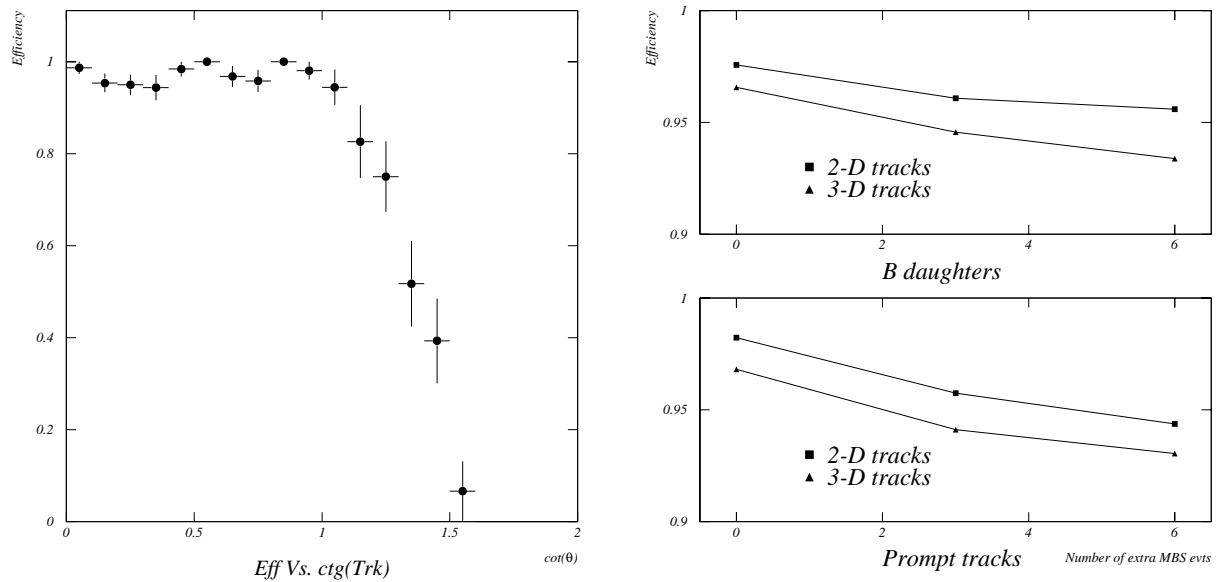 Efficiency
1
0.8
0.6
0.4
0.2
0
0 0.5 1 1.5 2
cot(θ)
Eff Vs. ctg(Trk)
Efficiency
1
0.95
0.9
2-D tracks
3-D tracks
0 2 4 6
B daughters
1
0.95
0.9
2-D tracks
3-D tracks
0 2 4 6
Prompt tracks
Number of extra MBS evts